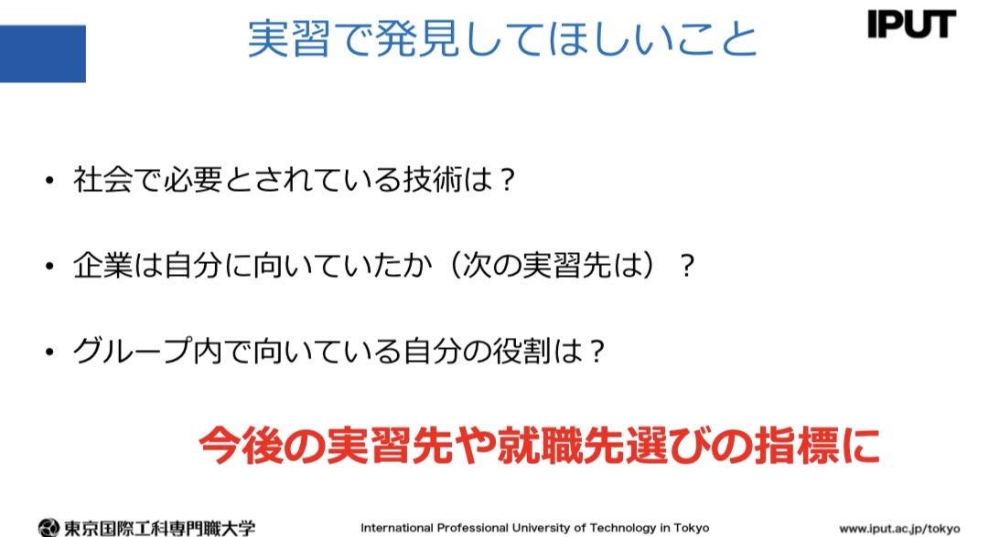 実習で発見してほしいこと
IPUT
• 社会で必要とされている技術は？
• 企業は自分に向いていたか（次の実習先は）？
• グループ内で向いている自分の役割は？
今後の実習先や就職先選びの指標に
東京国際工科専門職大学
International Professional University of Technology in Tokyo
www.iput.ac.jp/tokyo